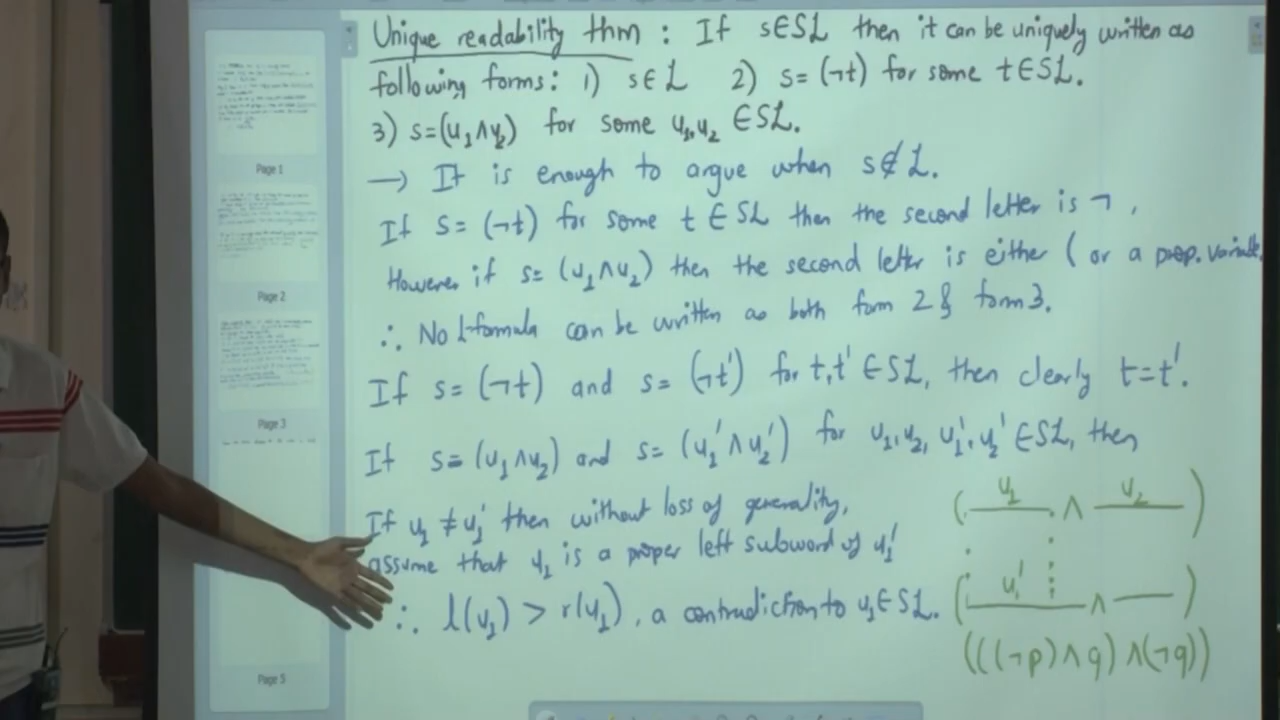 Unique readability thm : If s∈SL then it can be uniquely written as
following forms: 1) s∈L 2) s=(¬t) for some t∈SL.
3) s=(u₁∧u₂) for some u₁,u₂ ∈SL.
→ It is enough to argue when s∉L.
If s=(¬t) for some t∈SL then the second letter is ¬,
However if s=(u₁∧u₂) then the second letter is either ( or a prop. variable.
∴ No L-formula can be written as both form 2 & form 3.
If s=(¬t) and s=(¬t') for t,t'∈SL, then clearly t=t'.
If s=(u₁∧u₂) and s=(u₁'∧u₂') for u₁,u₂, u₁',u₂'∈SL, then
If u₁≠u₁' then without loss of generality,
assume that u₁ is a proper left subword of u₁'
∴ l(u₁) > r(u₁), a contradiction to u₁∈SL.
( u₁ ∧ u₂ )
( u₁' ∧ )
(((¬p)∧q)∧(¬q))
Page 1
Page 2
Page 3
Page 5